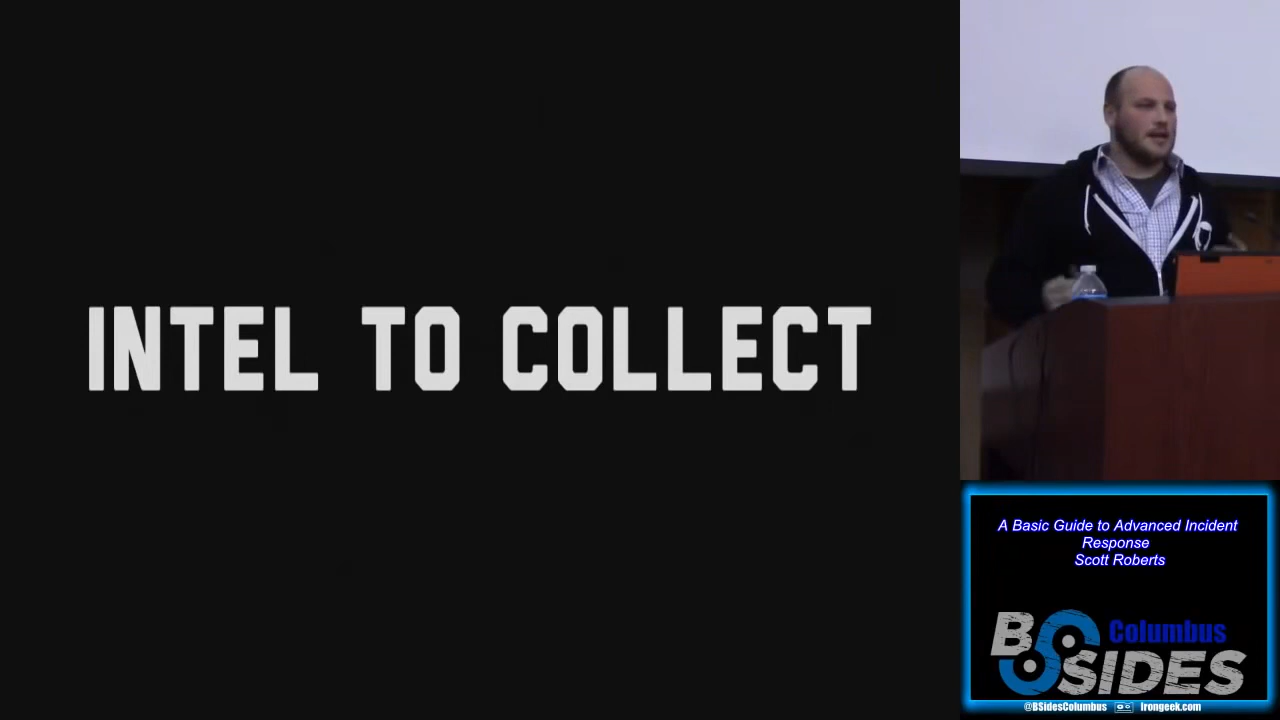 INTEL TO COLLECT
A Basic Guide to Advanced Incident
Response
Scott Roberts
Columbus
BSIDES
@BSidesColumbus Irongeek.com